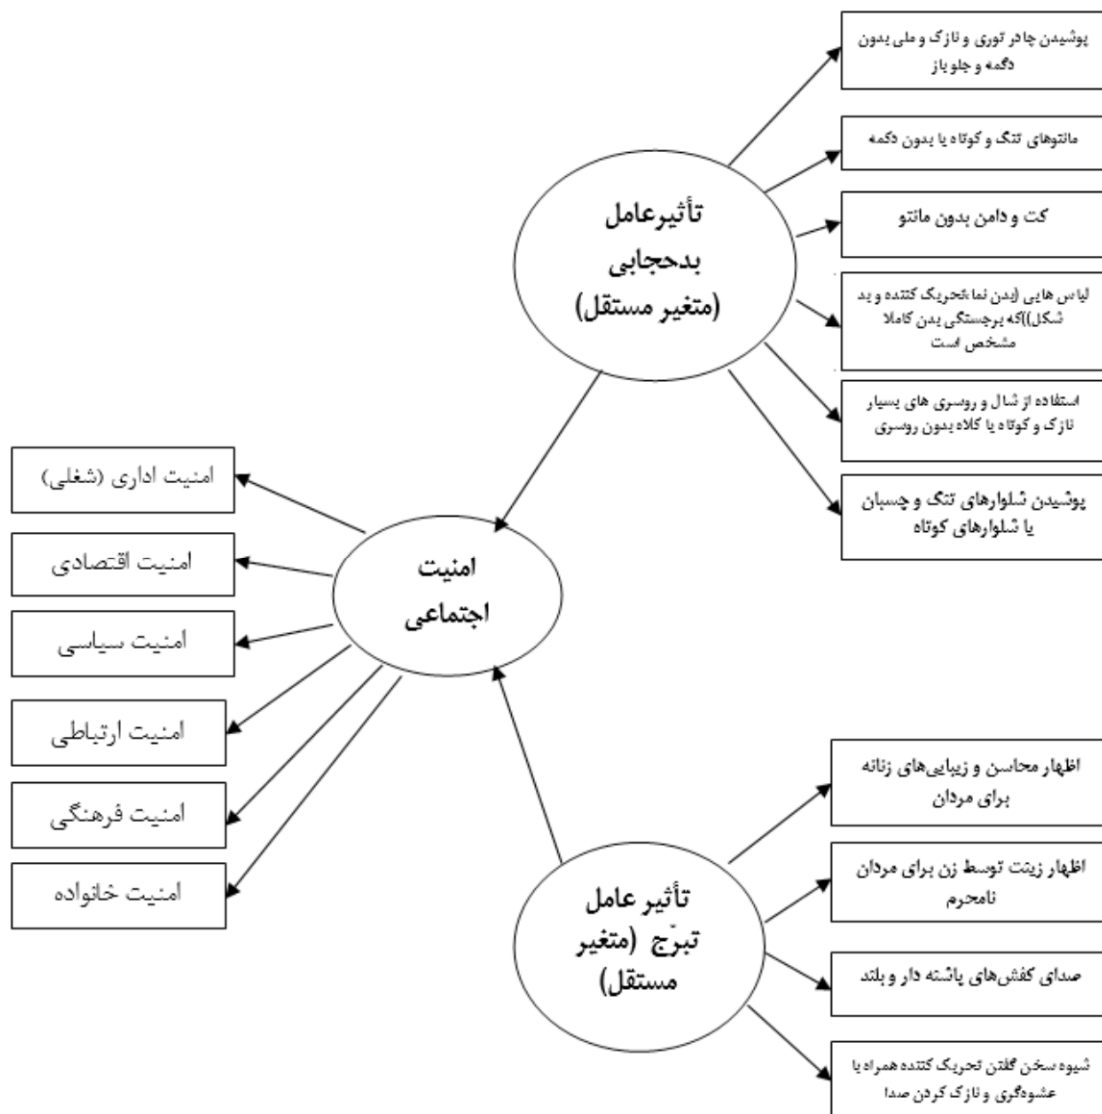 پوشیدن چادر توری و نازک و ملی بدون
دگمه و جلو باز
مانتوهای تنگ و کوتاه یا بدون دکمه
کت و دامن بدون مانتو
لباس هایی (بدن نما،تحریک کننده و بد
شکل))که برجستگی بدن کاملا
مشخص است
استفاده از شال و روسری های بسیار
نازک و کوتاه یا کلاه بدون روسری
پوشیدن شلوارهای تنگ و چسبان
یا شلوارهای کوتاه
تأثیرعامل
بدحجابی
(متغیر مستقل)
امنیت
اجتماعی
امنیت اداری (شغلی)
امنیت اقتصادی
امنیت سیاسی
امنیت ارتباطی
امنیت فرهنگی
امنیت خانواده
اظهار محاسن و زیبایی‌های زنانه
برای مردان
اظهار زینت توسط زن برای مردان
نامحرم
صدای کفش‌های پاشنه دار و بلند
شیوه سخن گفتن تحریک کننده همراه با
عشوه‌گری و نازک کردن صدا
تأثیر عامل
تبرّج (متغیر
مستقل)